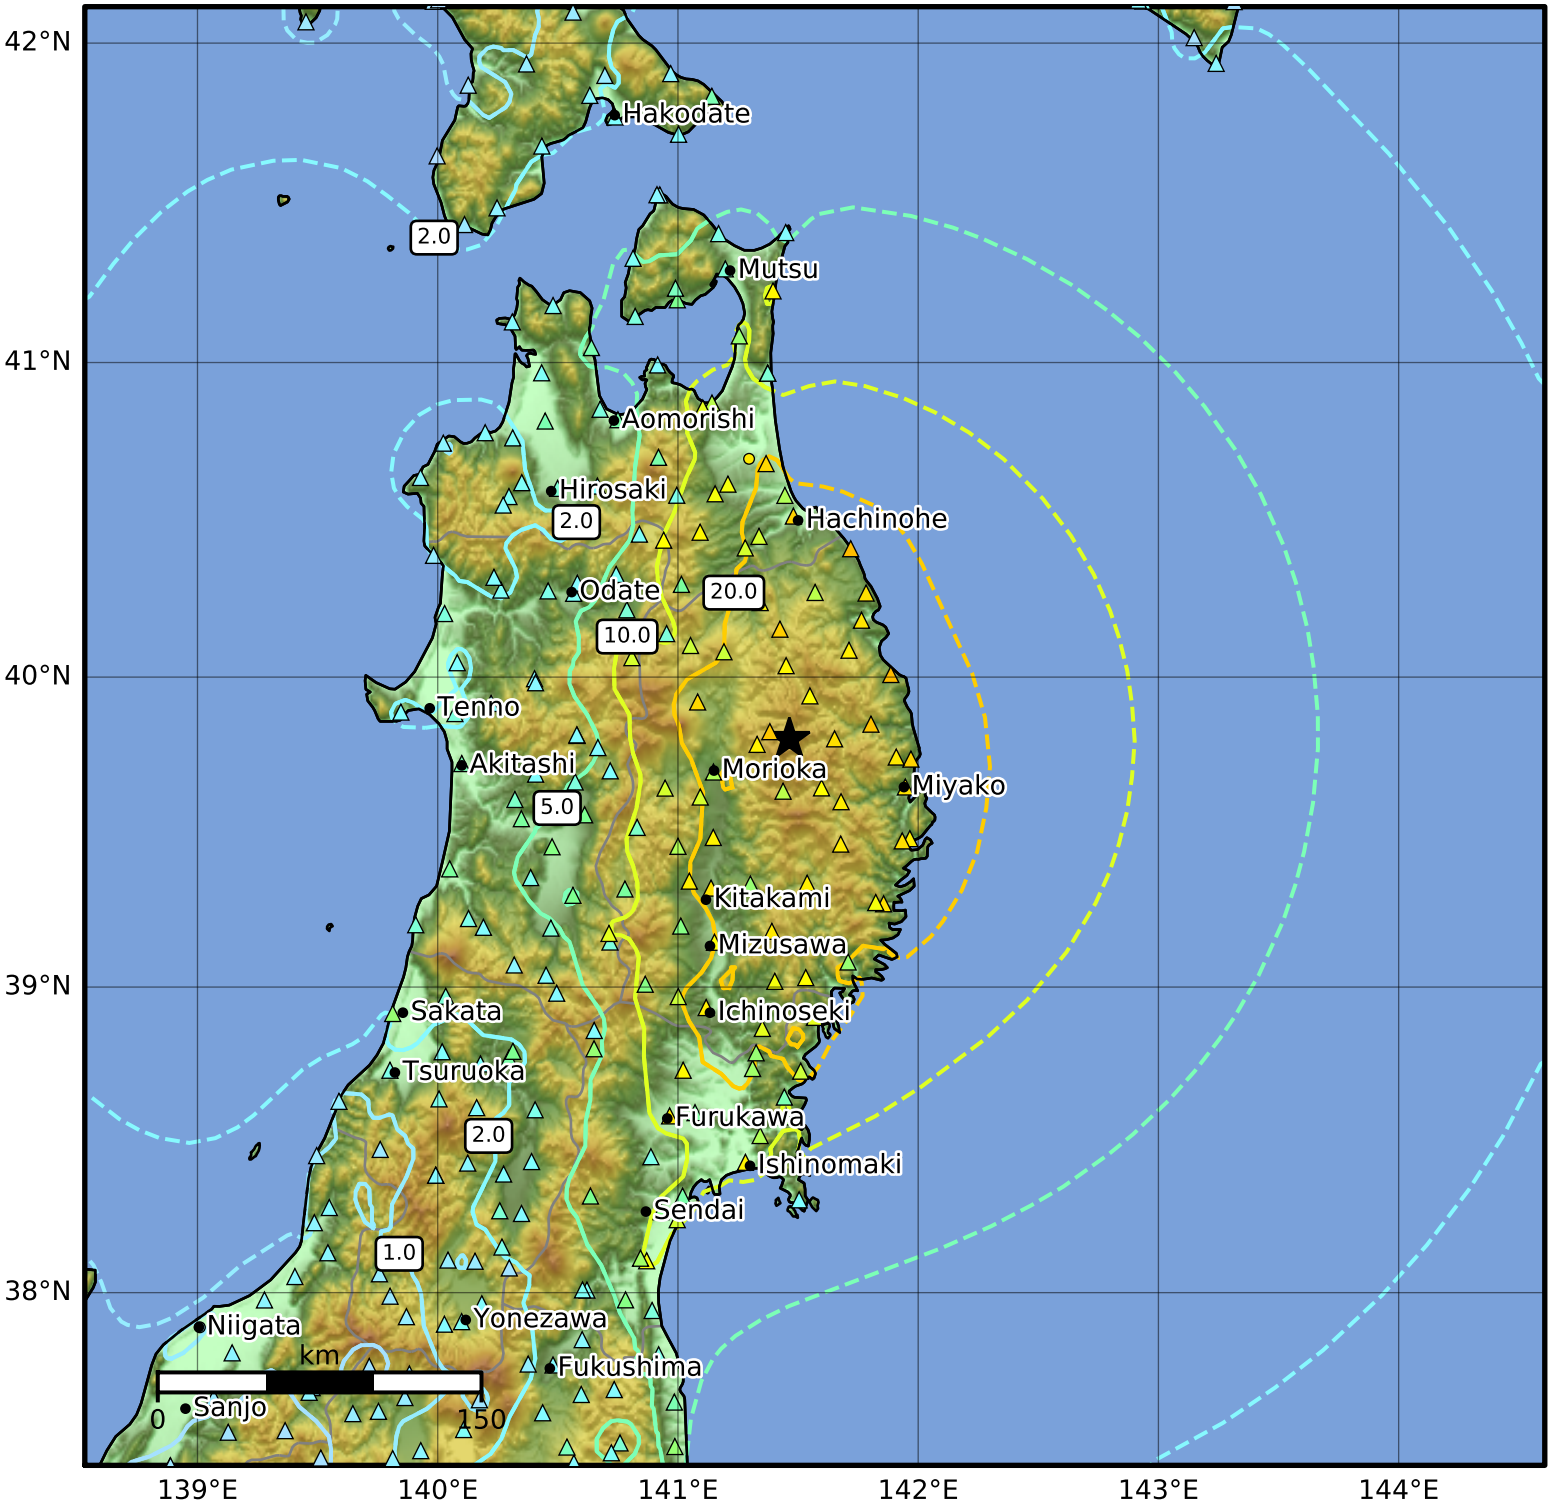 42°N
Hakodate
2.0
Mutsu
41°N
Aomorishi
Hirosaki
2.0
Hachinohe
Odate
20.0
10.0
40°N
Tenno
Akitashi
Morioka
Miyako
5.0
Kitakami
Mizusawa
39°N
Sakata
Ichinoseki
Tsuruoka
Furukawa
2.0
Ishinomaki
Sendai
1.0
38°N
Niigata
Yonezawa
km
Fukushima
Sanjo
0
150
139°E
140°E
141°E
142°E
143°E
144°E